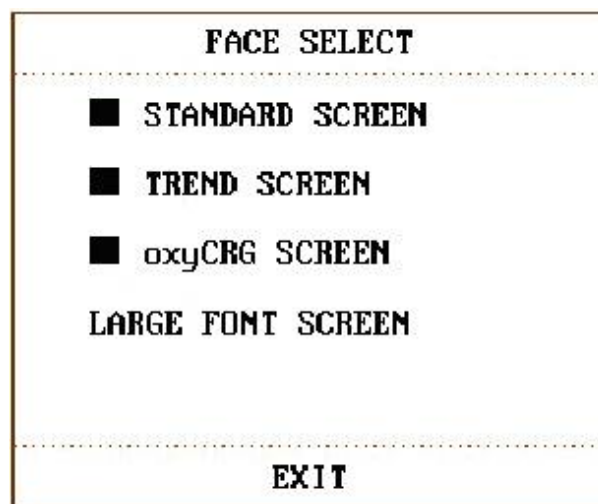 FACE SELECT
■ STANDARD SCREEN
■ TREND SCREEN
■ oxyCRG SCREEN
LARGE FONT SCREEN
EXIT